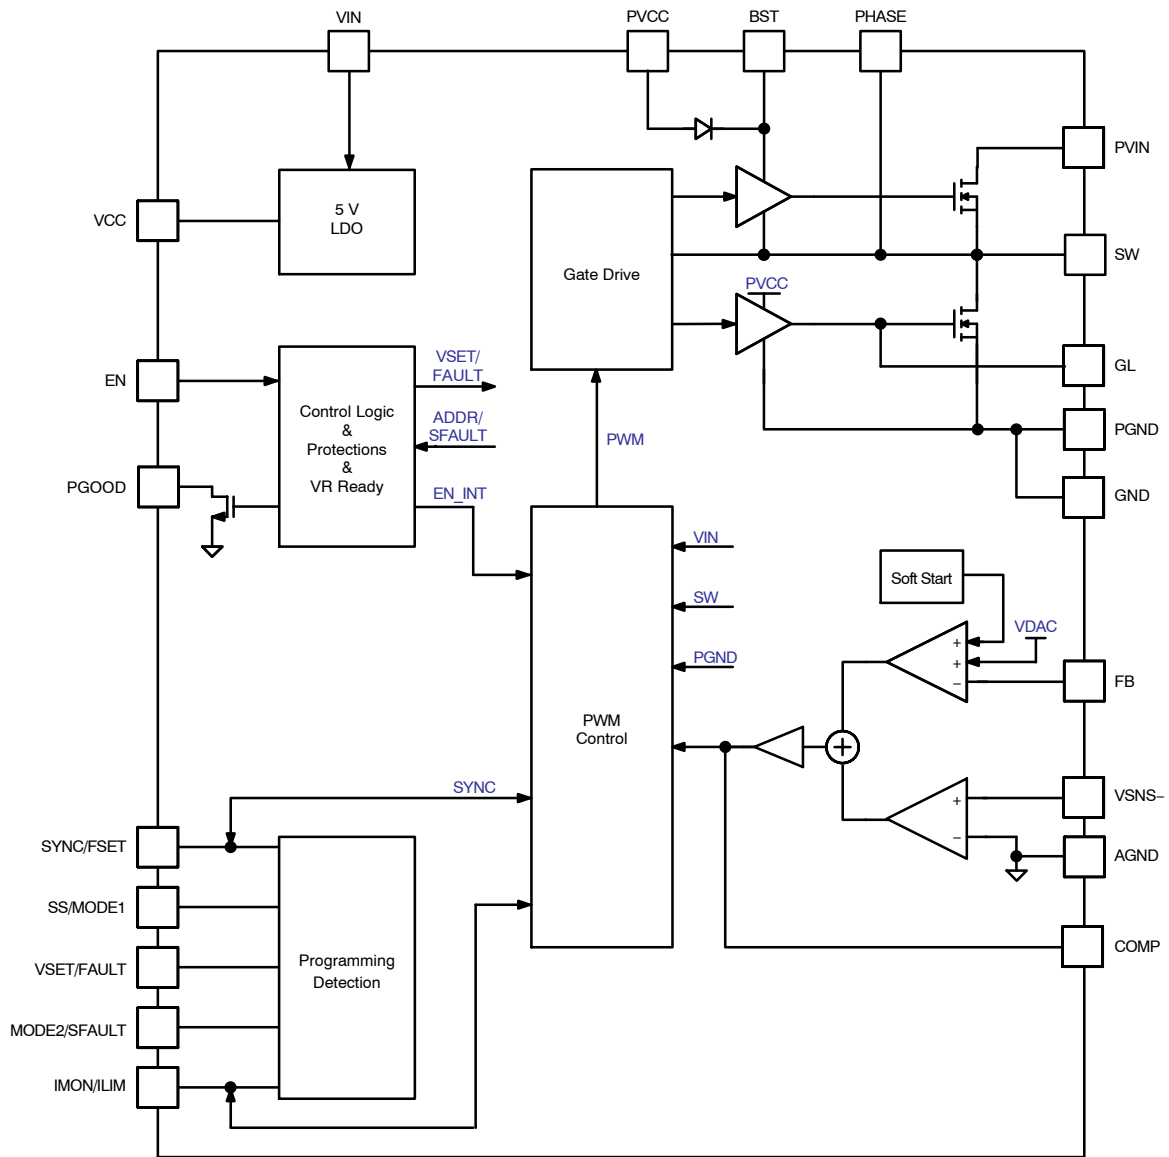 VIN
PVCC
BST
PHASE
PVIN
VCC
5 V
LDO
SW
Gate Drive
PVCC
GL
EN
VSET/
FAULT
Control Logic
&
Protections
&
VR Ready
ADDR/
SFAULT
PWM
PGND
PGOOD
EN_INT
GND
VIN
Soft Start
SW
VDAC
+
+
−
PGND
FB
PWM
Control
+
SYNC
VSNS−
+
−
SYNC/FSET
AGND
SS/MODE1
COMP
VSET/FAULT
Programming
Detection
MODE2/SFAULT
IMON/ILIM